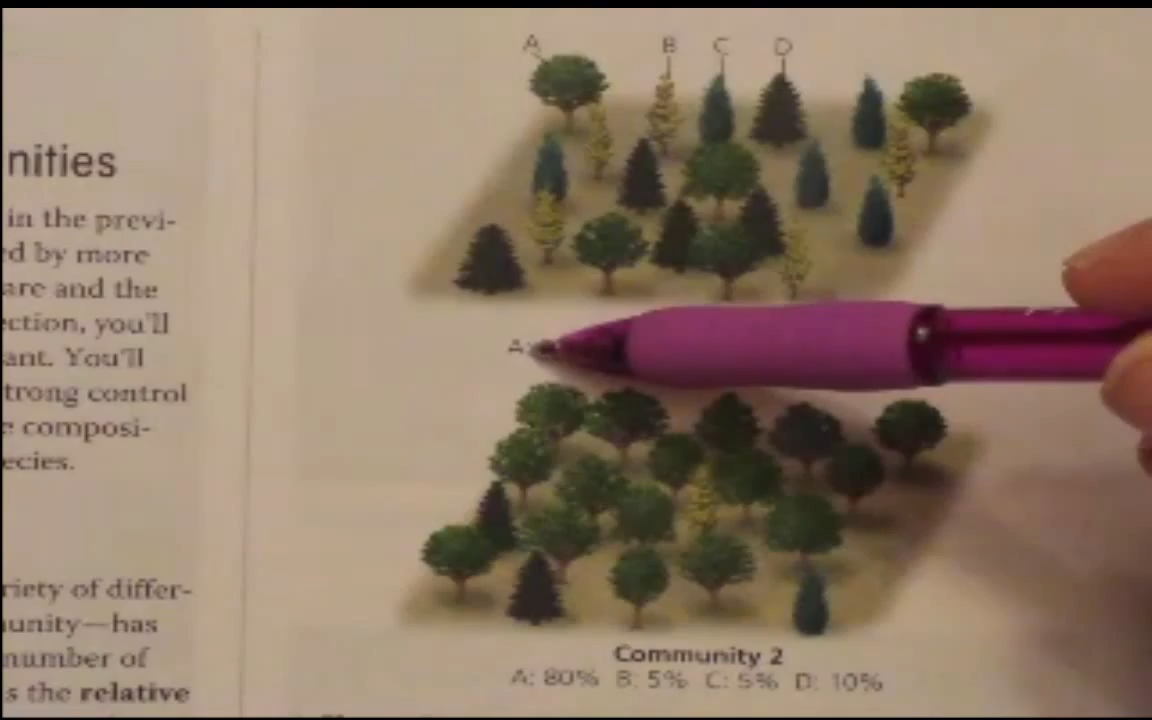 nities
in the previ-
ed by more
are and the
ection, you'll
ant. You'll
trong control
e composi-
ecies.
riety of differ-
unity—has
number of
s the relative
A B C D
A:
Community 2
A: 80% B: 5% C: 5% D: 10%